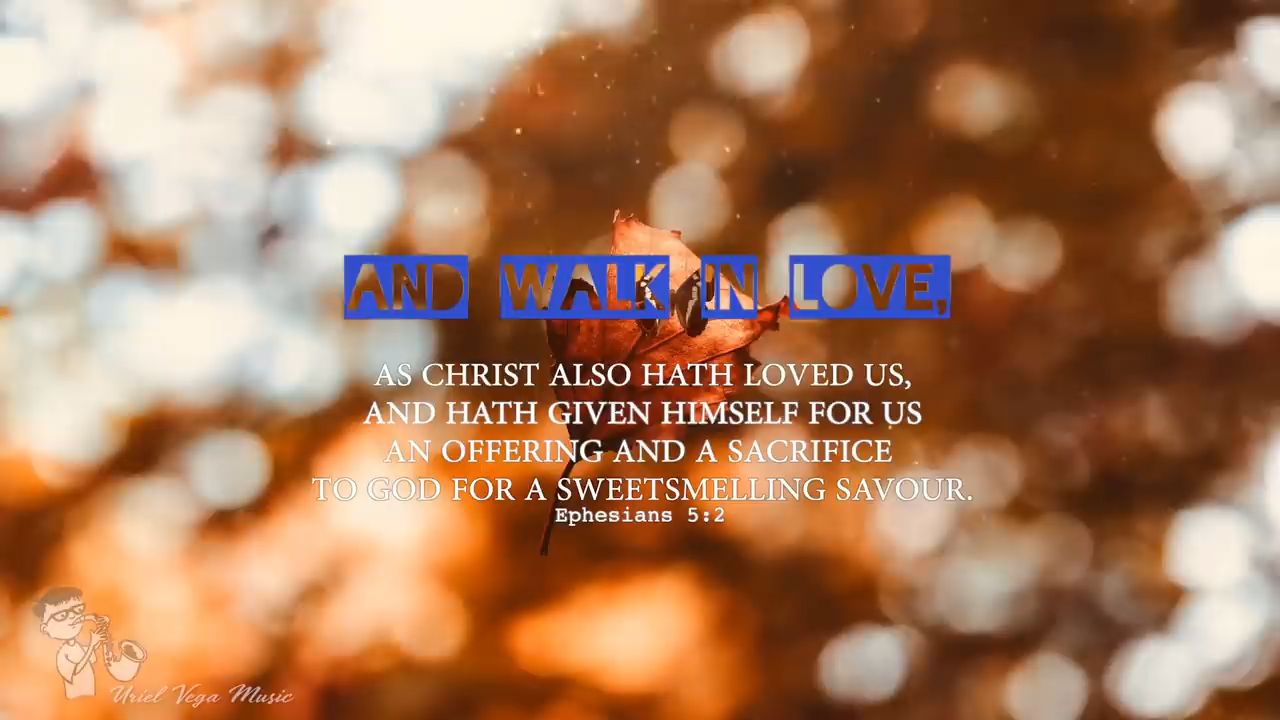 AND WALK IN LOVE,
AS CHRIST ALSO HATH LOVED US,
AND HATH GIVEN HIMSELF FOR US
AN OFFERING AND A SACRIFICE
TO GOD FOR A SWEETSMELLING SAVOUR.
Ephesians 5:2
Uriel Vega Music